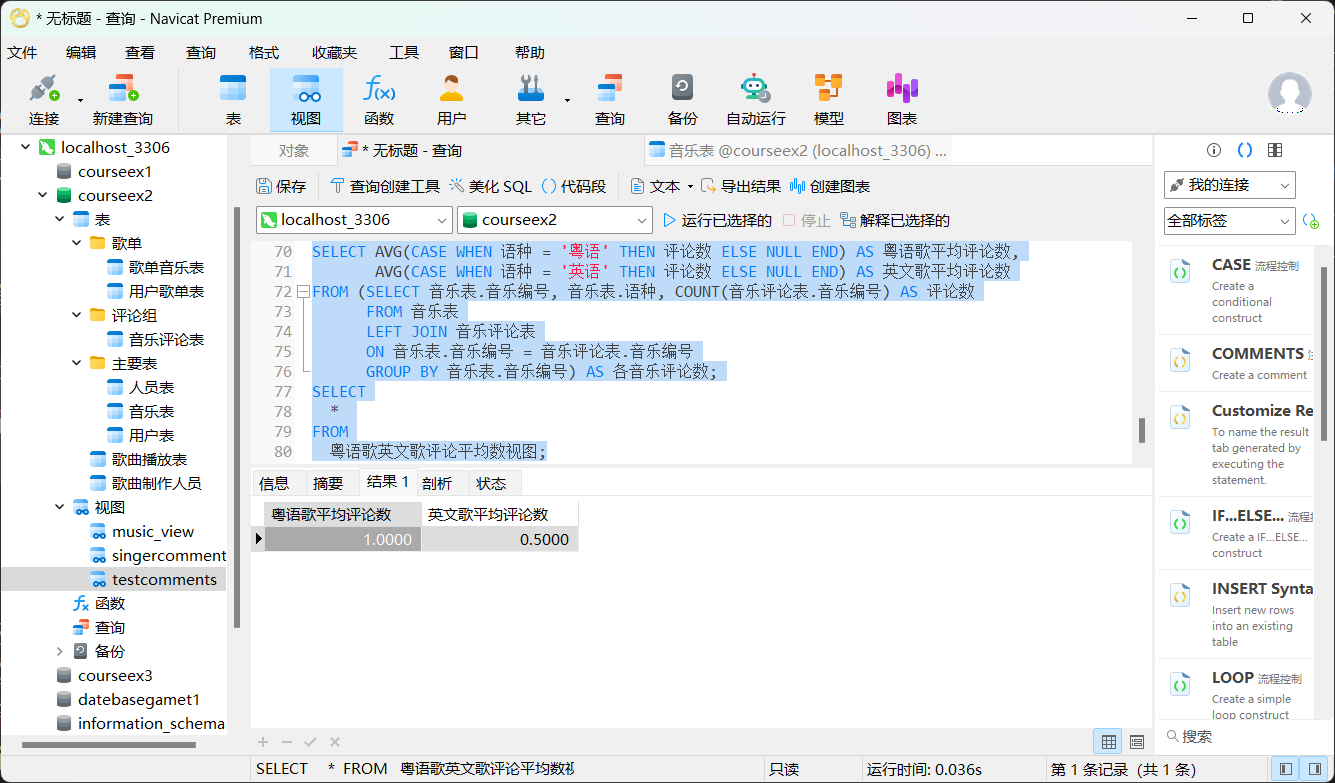 * 无标题 - 查询 - Navicat Premium
文件 编辑 查看 查询 格式 收藏夹 工具 窗口 帮助
连接 新建查询 表 视图 函数 用户 其它 查询 备份 自动运行 模型 图表
localhost_3306
courseex1
courseex2
表
歌单
歌单音乐表
用户歌单表
评论组
音乐评论表
主要表
人员表
音乐表
用户表
歌曲播放表
歌曲制作人员
视图
music_view
singercomment
testcomments
函数
查询
备份
courseex3
datebasegamet1
information_schema
对象 * 无标题 - 查询 音乐表 @courseex2 (localhost_3306) ...
保存 查询创建工具 美化 SQL () 代码段 文本 导出结果 创建图表
localhost_3306 courseex2 运行已选择的 停止 解释已选择的
70 SELECT AVG(CASE WHEN 语种 = '粤语' THEN 评论数 ELSE NULL END) AS 粤语歌平均评论数,
71 AVG(CASE WHEN 语种 = '英语' THEN 评论数 ELSE NULL END) AS 英文歌平均评论数
72 FROM (SELECT 音乐表.音乐编号, 音乐表.语种, COUNT(音乐评论表.音乐编号) AS 评论数
73 FROM 音乐表
74 LEFT JOIN 音乐评论表
75 ON 音乐表.音乐编号 = 音乐评论表.音乐编号
76 GROUP BY 音乐表.音乐编号) AS 各音乐评论数;
77 SELECT
78 *
79 FROM
80 粤语歌英文歌评论平均数视图;
信息 摘要 结果 1 剖析 状态
粤语歌平均评论数 英文歌平均评论数
1.0000 0.5000
SELECT * FROM 粤语歌英文歌评论平均数视 只读 运行时间: 0.036s 第 1 条记录 (共 1 条)
我的连接
全部标签
CASE 流程控制
Create a
conditional
construct
COMMENTS
Create a comment
Customize Re
To name the result
tab generated by
executing the
statement.
IF...ELSE... 流程
Create a IF...ELSE...
construct
INSERT Synta
Insert new rows
into an existing
table
LOOP 流程控制
Create a simple
loop construct
搜索